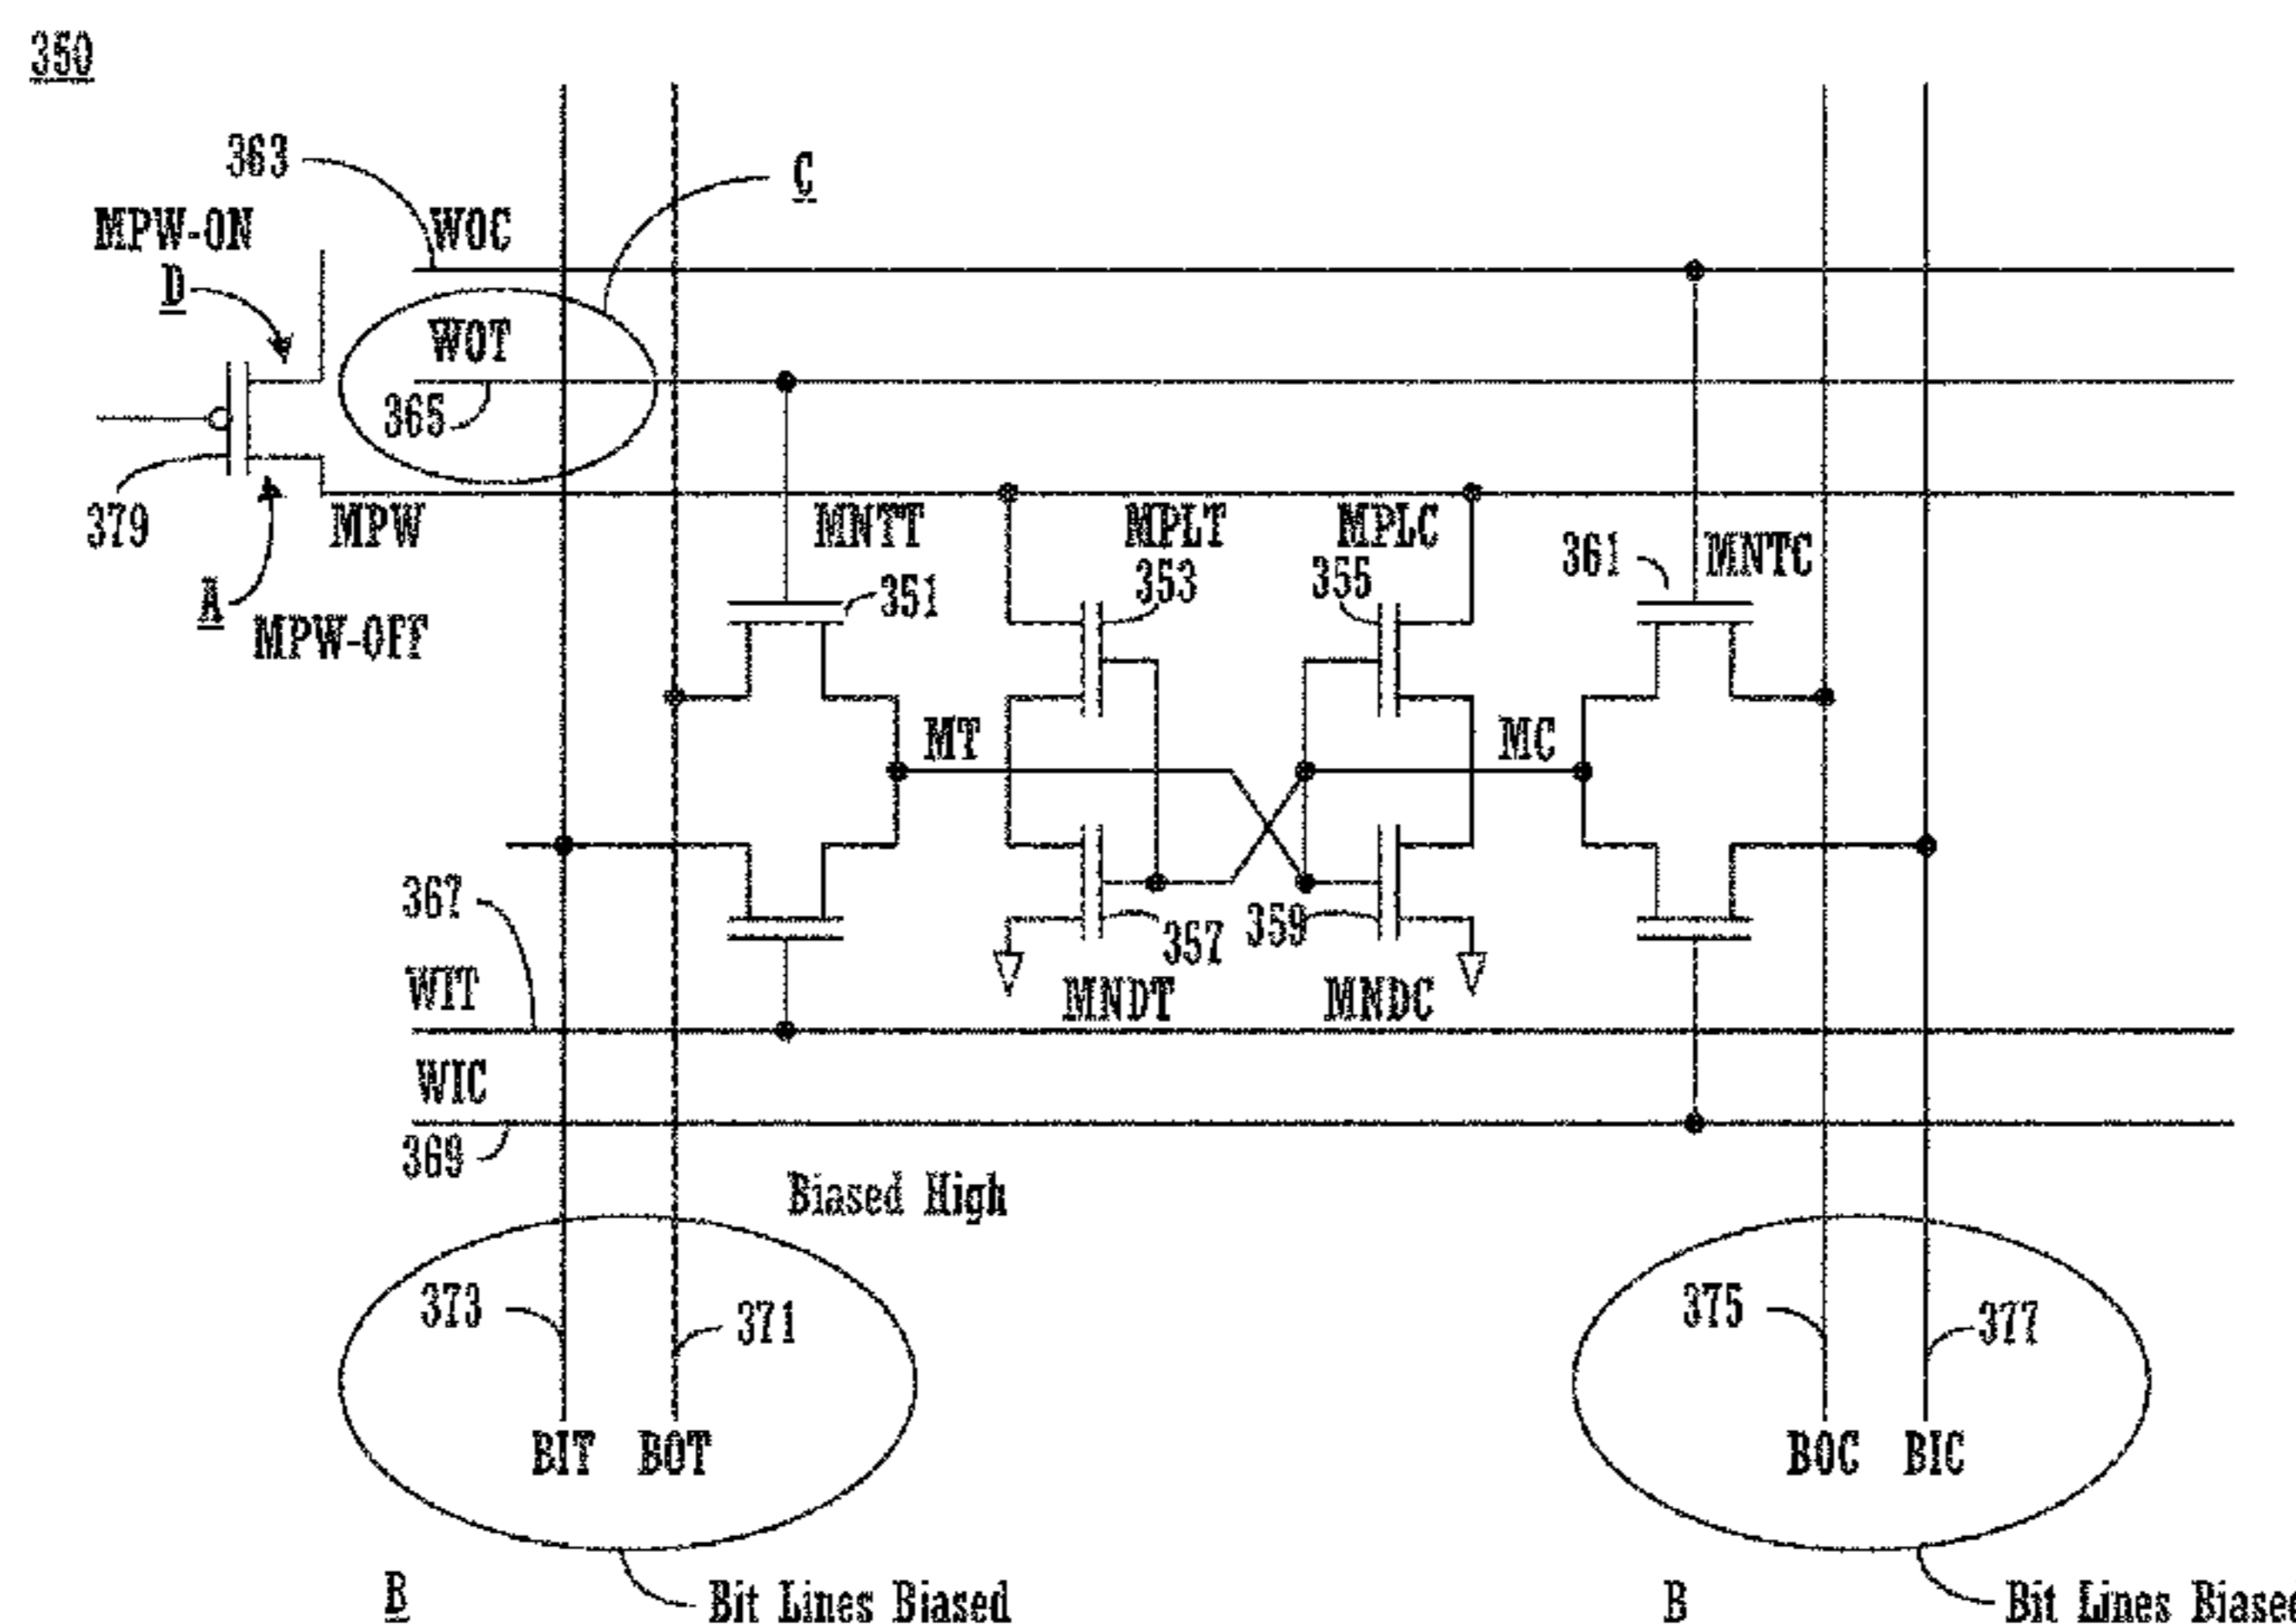 350
363
C
MPW-ON
WOC
D
WOT
365
379
MPW
MNTT
MPLT
MPLC
361
MNTC
A
MPW-OFF
351
353
355
MT
MC
367
357
359
WIT
MNDT
MNDC
WIC
369
Biased High
373
371
375
377
BIT
BOT
BOC
BIC
B
Bit Lines Biased
B
Bit Lines Biased